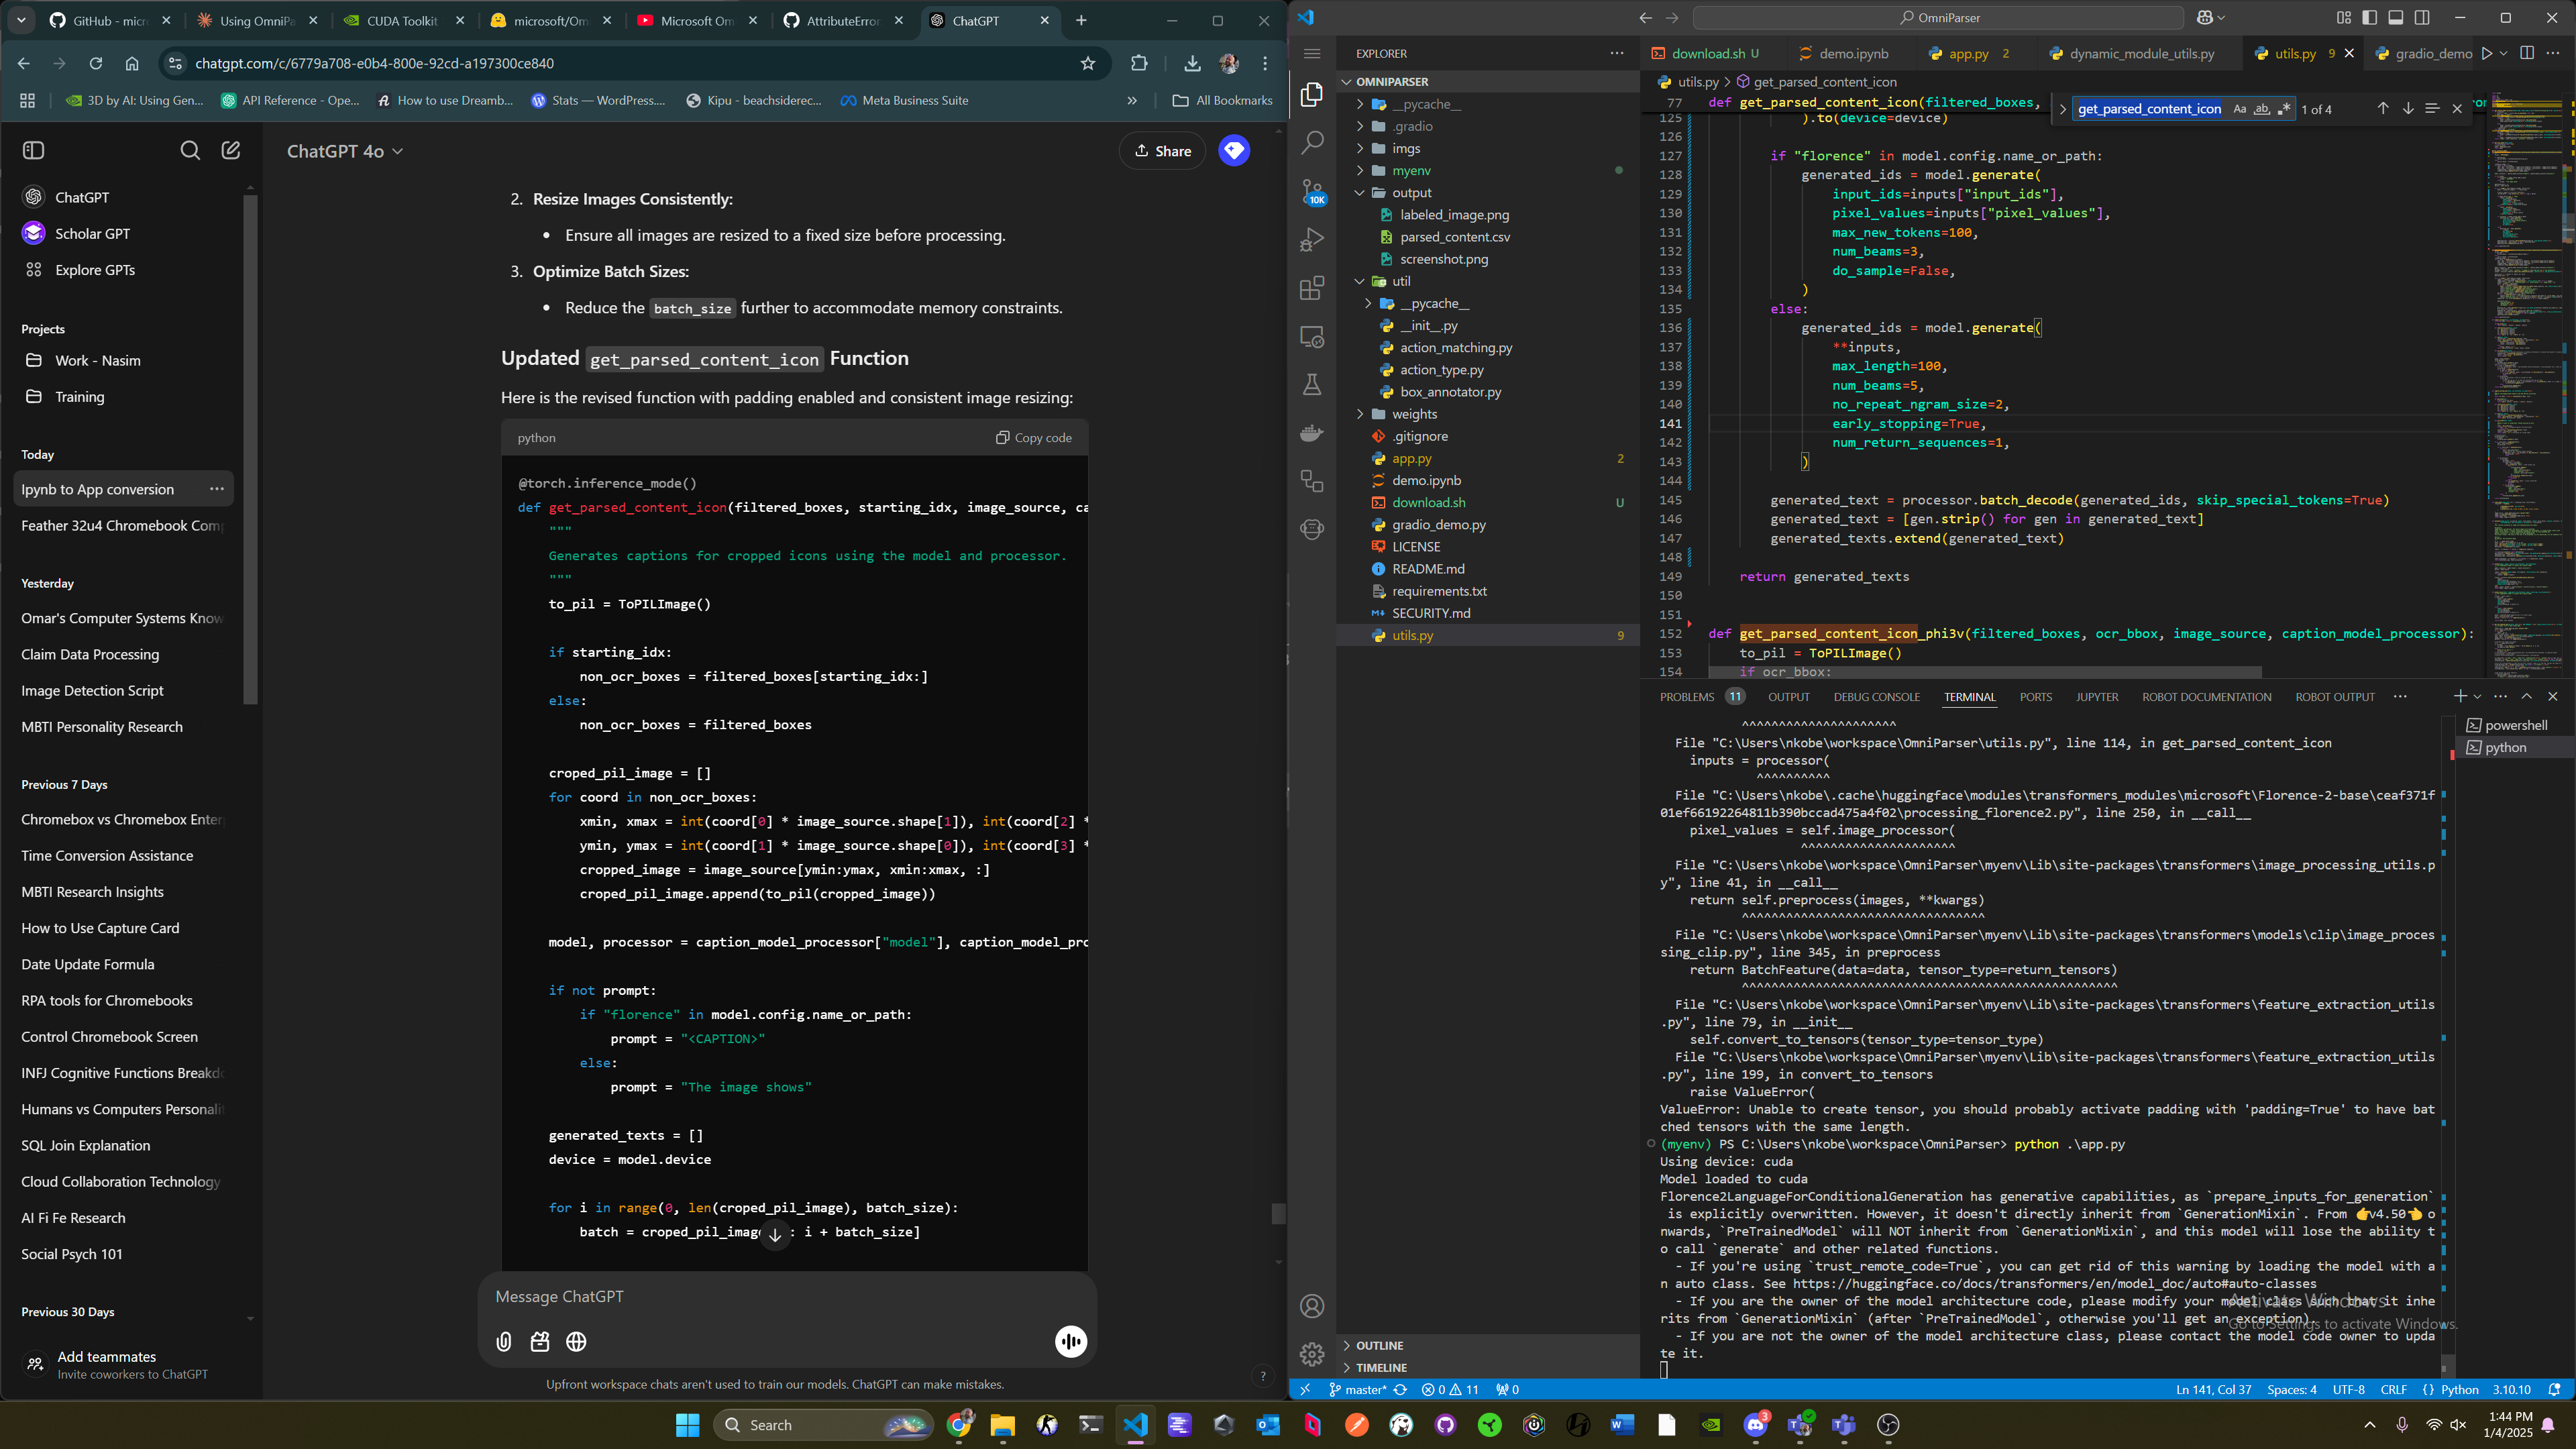 GitHub - micr
Using OmniPa
CUDA Toolkit
microsoft/Om
Microsoft Om
AttributeError
ChatGPT
chatgpt.com/c/6779a708-e0b4-800e-92cd-a197300ce840
3D by AI: Using Gen...
API Reference - Ope...
How to use Dreamb...
Stats — WordPress....
Kipu - beachsiderec...
Meta Business Suite
All Bookmarks
ChatGPT 4o
Share
ChatGPT
Scholar GPT
Explore GPTs
Projects
Work - Nasim
Training
Today
Ipynb to App conversion
Feather 32u4 Chromebook Comp
Yesterday
Omar's Computer Systems Know
Claim Data Processing
Image Detection Script
MBTI Personality Research
Previous 7 Days
Chromebox vs Chromebox Enter
Time Conversion Assistance
MBTI Research Insights
How to Use Capture Card
Date Update Formula
RPA tools for Chromebooks
Control Chromebook Screen
INFJ Cognitive Functions Breakdo
Humans vs Computers Personalit
SQL Join Explanation
Cloud Collaboration Technology
AI Fi Fe Research
Social Psych 101
Previous 30 Days
Add teammates
Invite coworkers to ChatGPT
2. Resize Images Consistently:
• Ensure all images are resized to a fixed size before processing.
3. Optimize Batch Sizes:
• Reduce the batch_size further to accommodate memory constraints.
Updated get_parsed_content_icon Function
Here is the revised function with padding enabled and consistent image resizing:
python
Copy code
@torch.inference_mode()
def get_parsed_content_icon(filtered_boxes, starting_idx, image_source, ca
"""
Generates captions for cropped icons using the model and processor.
"""
to_pil = ToPILImage()
if starting_idx:
non_ocr_boxes = filtered_boxes[starting_idx:]
else:
non_ocr_boxes = filtered_boxes
croped_pil_image = []
for coord in non_ocr_boxes:
xmin, xmax = int(coord[0] * image_source.shape[1]), int(coord[2] *
ymin, ymax = int(coord[1] * image_source.shape[0]), int(coord[3] *
cropped_image = image_source[ymin:ymax, xmin:xmax, :]
croped_pil_image.append(to_pil(cropped_image))
model, processor = caption_model_processor["model"], caption_model_pro
if not prompt:
if "florence" in model.config.name_or_path:
prompt = "<CAPTION>"
else:
prompt = "The image shows"
generated_texts = []
device = model.device
for i in range(0, len(croped_pil_image), batch_size):
batch = croped_pil_imag : i + batch_size]
Message ChatGPT
Upfront workspace chats aren't used to train our models. ChatGPT can make mistakes.
?
OmniParser
EXPLORER
OMNIPARSER
__pycache__
.gradio
imgs
myenv
output
labeled_image.png
parsed_content.csv
screenshot.png
util
__pycache__
__init__.py
action_matching.py
action_type.py
box_annotator.py
weights
.gitignore
app.py 2
demo.ipynb
download.sh U
gradio_demo.py
LICENSE
README.md
requirements.txt
SECURITY.md
utils.py 9
OUTLINE
TIMELINE
10K
download.sh U
demo.ipynb
app.py 2
dynamic_module_utils.py
utils.py 9
gradio_demo
utils.py > get_parsed_content_icon
get_parsed_content_icon
Aa ab .* 1 of 4
77 def get_parsed_content_icon(filtered_boxes,
125 ).to(device=device)
126
127 if "florence" in model.config.name_or_path:
128 generated_ids = model.generate(
129 input_ids=inputs["input_ids"],
130 pixel_values=inputs["pixel_values"],
131 max_new_tokens=100,
132 num_beams=3,
133 do_sample=False,
134 )
135 else:
136 generated_ids = model.generate(
137 **inputs,
138 max_length=100,
139 num_beams=5,
140 no_repeat_ngram_size=2,
141 early_stopping=True,
142 num_return_sequences=1,
143 )
144
145 generated_text = processor.batch_decode(generated_ids, skip_special_tokens=True)
146 generated_text = [gen.strip() for gen in generated_text]
147 generated_texts.extend(generated_text)
148
149 return generated_texts
150
151
152 def get_parsed_content_icon_phi3v(filtered_boxes, ocr_bbox, image_source, caption_model_processor):
153 to_pil = ToPILImage()
154 if ocr_bbox:
PROBLEMS 11 OUTPUT DEBUG CONSOLE TERMINAL PORTS JUPYTER ROBOT DOCUMENTATION ROBOT OUTPUT
powershell
python
^^^^^^^^^^^^^^^^^^^^^
File "C:\Users\nkobe\workspace\OmniParser\utils.py", line 114, in get_parsed_content_icon
inputs = processor(
^^^^^^^^^^
File "C:\Users\nkobe\.cache\huggingface\modules\transformers_modules\microsoft\Florence-2-base\ceaf371f
01ef66192264811b390bccad475a4f02\processing_florence2.py", line 250, in __call__
pixel_values = self.image_processor(
^^^^^^^^^^^^^^^^^^^^^
File "C:\Users\nkobe\workspace\OmniParser\myenv\Lib\site-packages\transformers\image_processing_utils.p
y", line 41, in __call__
return self.preprocess(images, **kwargs)
^^^^^^^^^^^^^^^^^^^^^^^^^^^^^^^^^
File "C:\Users\nkobe\workspace\OmniParser\myenv\Lib\site-packages\transformers\models\clip\image_proces
sing_clip.py", line 345, in preprocess
return BatchFeature(data=data, tensor_type=return_tensors)
^^^^^^^^^^^^^^^^^^^^^^^^^^^^^^^^^^^^^^^^^^^^^^^^^^^
File "C:\Users\nkobe\workspace\OmniParser\myenv\Lib\site-packages\transformers\feature_extraction_utils
.py", line 79, in __init__
self.convert_to_tensors(tensor_type=tensor_type)
File "C:\Users\nkobe\workspace\OmniParser\myenv\Lib\site-packages\transformers\feature_extraction_utils
.py", line 199, in convert_to_tensors
raise ValueError(
ValueError: Unable to create tensor, you should probably activate padding with 'padding=True' to have bat
ched tensors with the same length.
(myenv) PS C:\Users\nkobe\workspace\OmniParser> python .\app.py
Using device: cuda
Model loaded to cuda
Florence2LanguageForConditionalGeneration has generative capabilities, as `prepare_inputs_for_generation`
is explicitly overwritten. However, it doesn't directly inherit from `GenerationMixin`. From 👉v4.50👈 o
nwards, `PreTrainedModel` will NOT inherit from `GenerationMixin`, and this model will lose the ability t
o call `generate` and other related functions.
- If you're using `trust_remote_code=True`, you can get rid of this warning by loading the model with a
n auto class. See https://huggingface.co/docs/transformers/en/model_doc/auto#auto-classes
- If you are the owner of the model architecture code, please modify your model class such that it inhe
rits from `GenerationMixin` (after `PreTrainedModel`, otherwise you'll get an exception).
- If you are not the owner of the model architecture class, please contact the model code owner to upda
te it.
Activate Windows
Go to Settings to activate Windows.
master* 0 11 0
Ln 141, Col 37 Spaces: 4 UTF-8 CRLF {} Python 3.10.10
Search
3
1:44 PM
1/4/2025